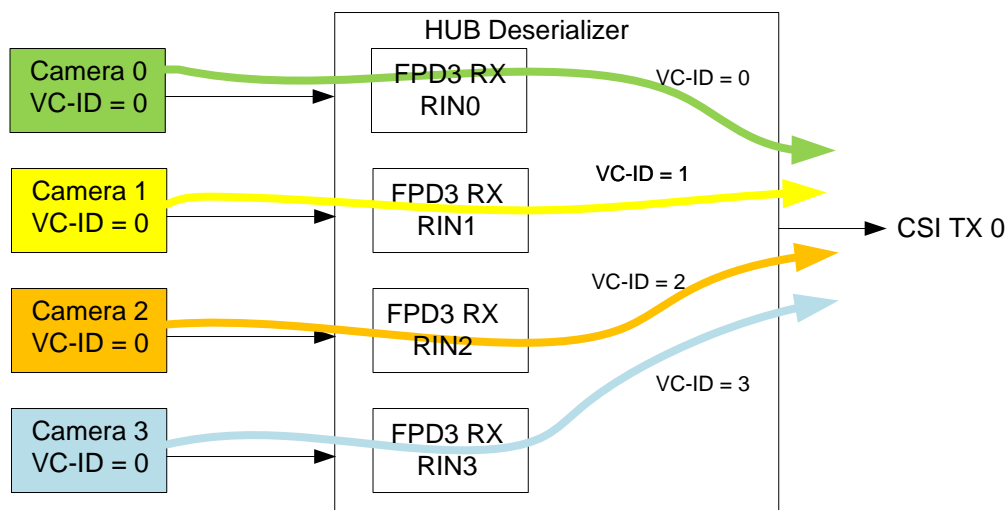 HUB Deserializer
Camera 0
VC-ID = 0
FPD3 RX
RIN0
VC-ID = 0
Camera 1
VC-ID = 0
FPD3 RX
RIN1
VC-ID = 1
CSI TX 0
Camera 2
VC-ID = 0
FPD3 RX
RIN2
VC-ID = 2
Camera 3
VC-ID = 0
FPD3 RX
RIN3
VC-ID = 3